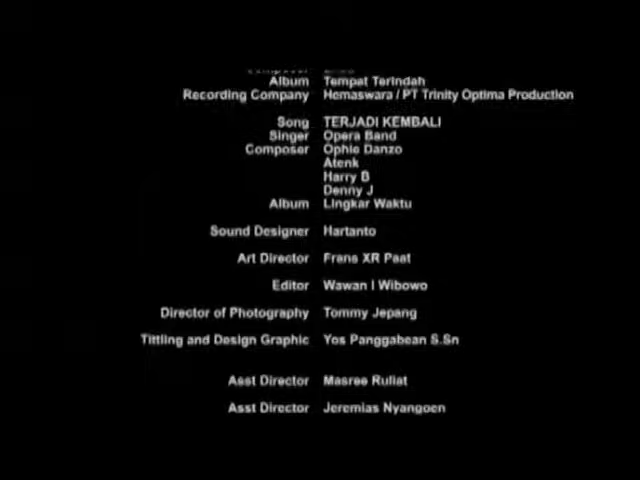 Composer
Album Tempat Terindah
Recording Company Hemaswara / PT Trinity Optima Production
Song TERJADI KEMBALI
Singer Opera Band
Composer Ophie Danzo
Atenk
Harry B
Denny J
Album Lingkar Waktu
Sound Designer Hartanto
Art Director Frans XR Paat
Editor Wawan I Wibowo
Director of Photography Tommy Jepang
Tittling and Design Graphic Yos Panggabean S.Sn
Asst Director Masree Ruliat
Asst Director Jeremias Nyangoen